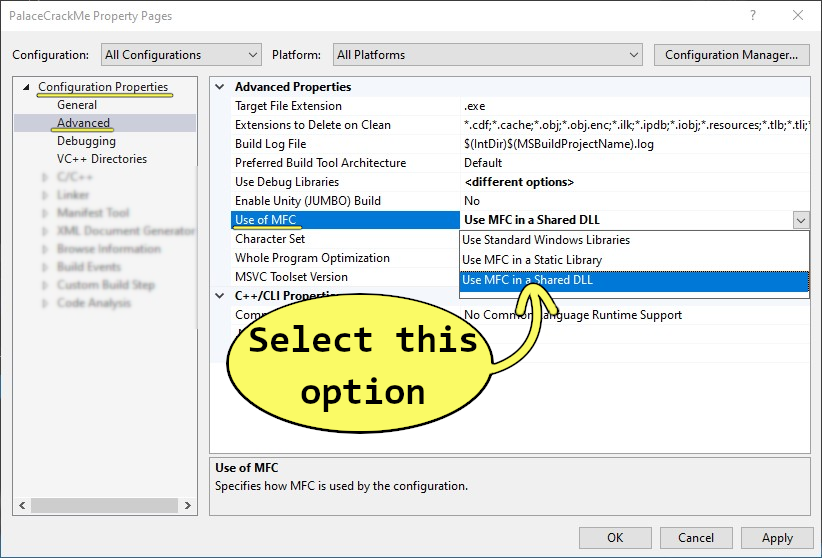 PalaceCrackMe Property Pages
?
Configuration: All Configurations Platform: All Platforms Configuration Manager...
Configuration Properties
General
Advanced
Debugging
VC++ Directories
C/C++
Linker
Manifest Tool
XML Document Generator
Browse Information
Build Events
Custom Build Step
Code Analysis
Advanced Properties
Target File Extension .exe
Extensions to Delete on Clean *.cdf;*.cache;*.obj;*.obj.enc;*.ilk;*.ipdb;*.iobj;*.resources;*.tlb;*.tli;*
Build Log File $(IntDir)$(MSBuildProjectName).log
Preferred Build Tool Architecture Default
Use Debug Libraries <different options>
Enable Unity (JUMBO) Build No
Use of MFC Use MFC in a Shared DLL
Character Set Use Standard Windows Libraries
Whole Program Optimization Use MFC in a Static Library
MSVC Toolset Version Use MFC in a Shared DLL
C++/CLI Properties
No Common Language Runtime Support
Select this
option
Use of MFC
Specifies how MFC is used by the configuration.
OK Cancel Apply